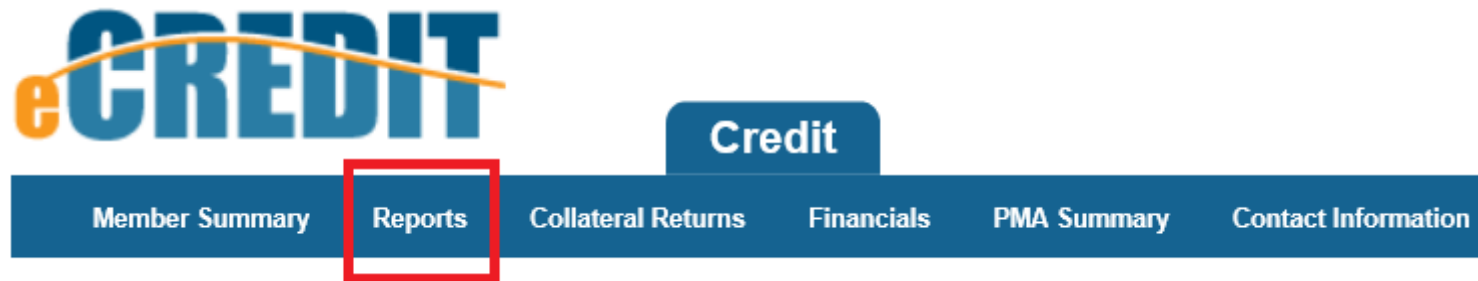 eCREDIT
Credit
Member Summary Reports Collateral Returns Financials PMA Summary Contact Information